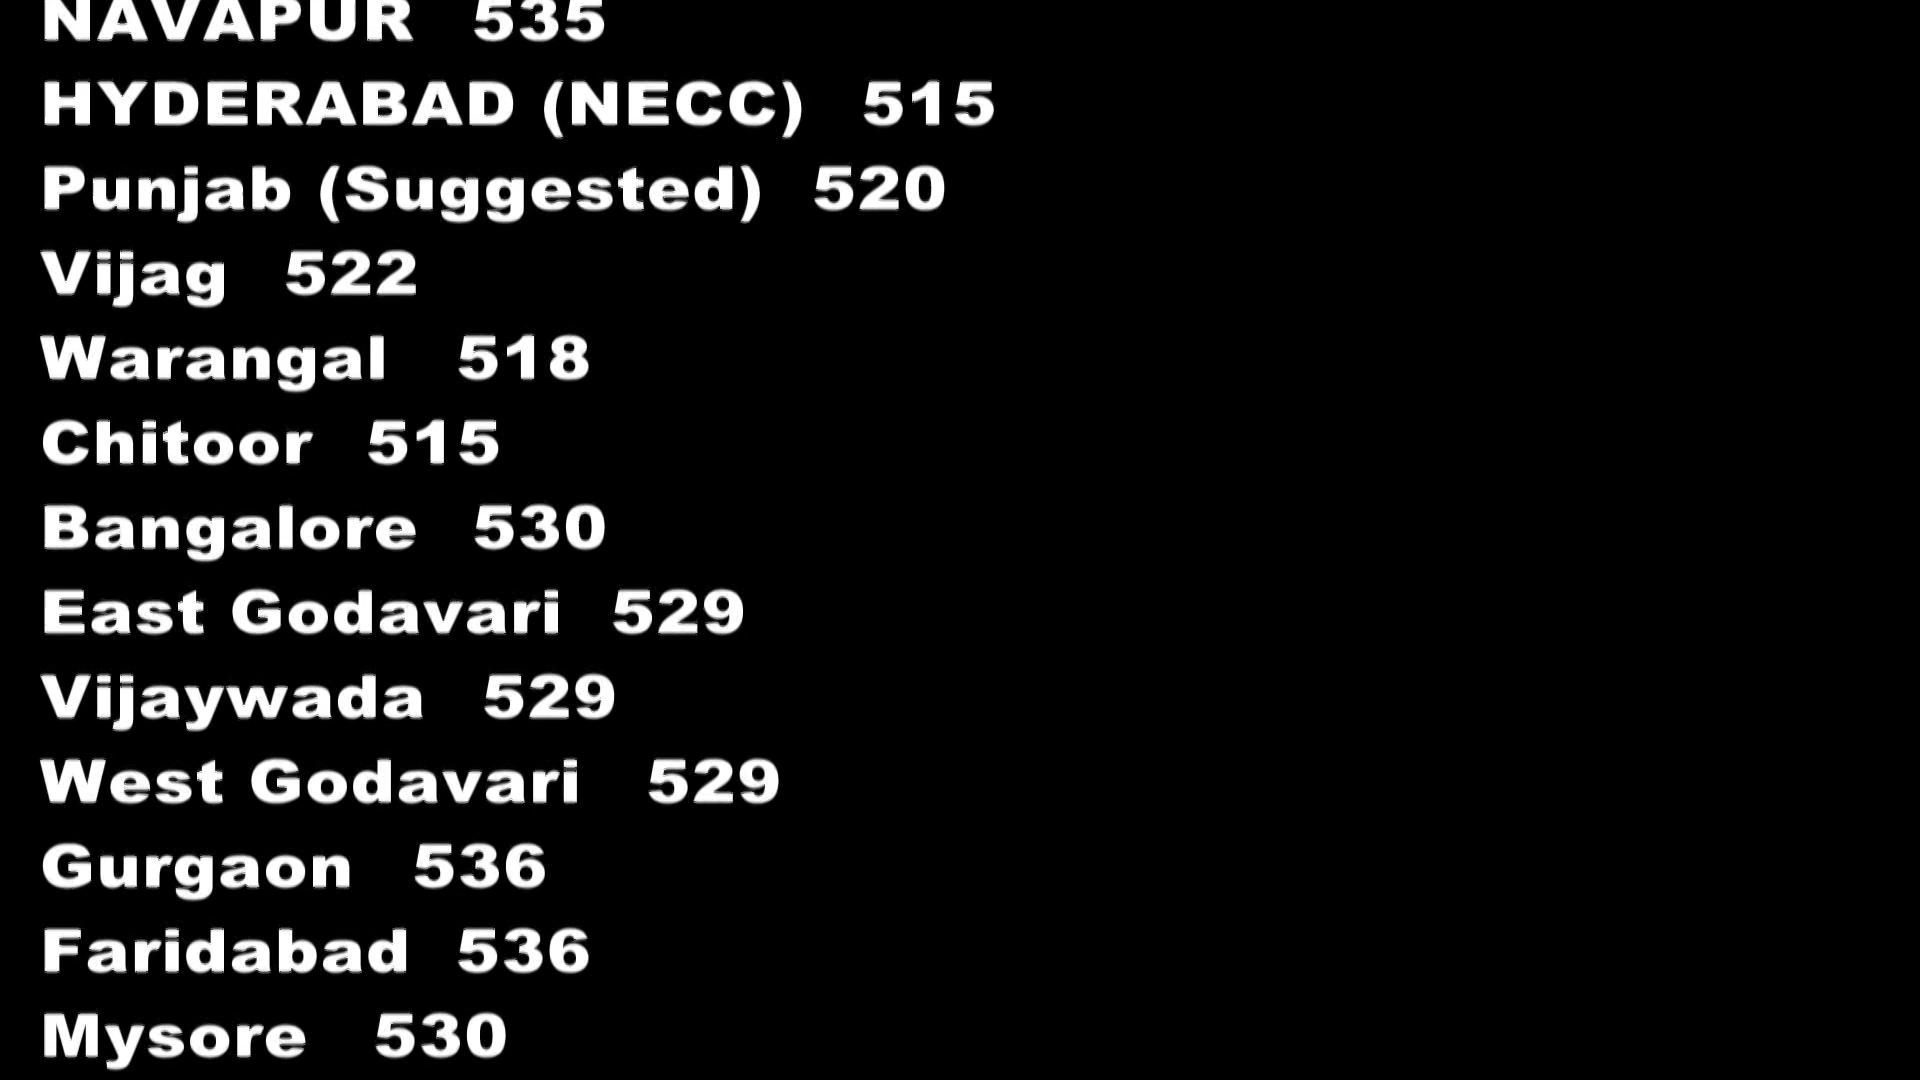 NAVAPUR 535
HYDERABAD (NECC) 515
Punjab (Suggested) 520
Vijag 522
Warangal 518
Chitoor 515
Bangalore 530
East Godavari 529
Vijaywada 529
West Godavari 529
Gurgaon 536
Faridabad 536
Mysore 530